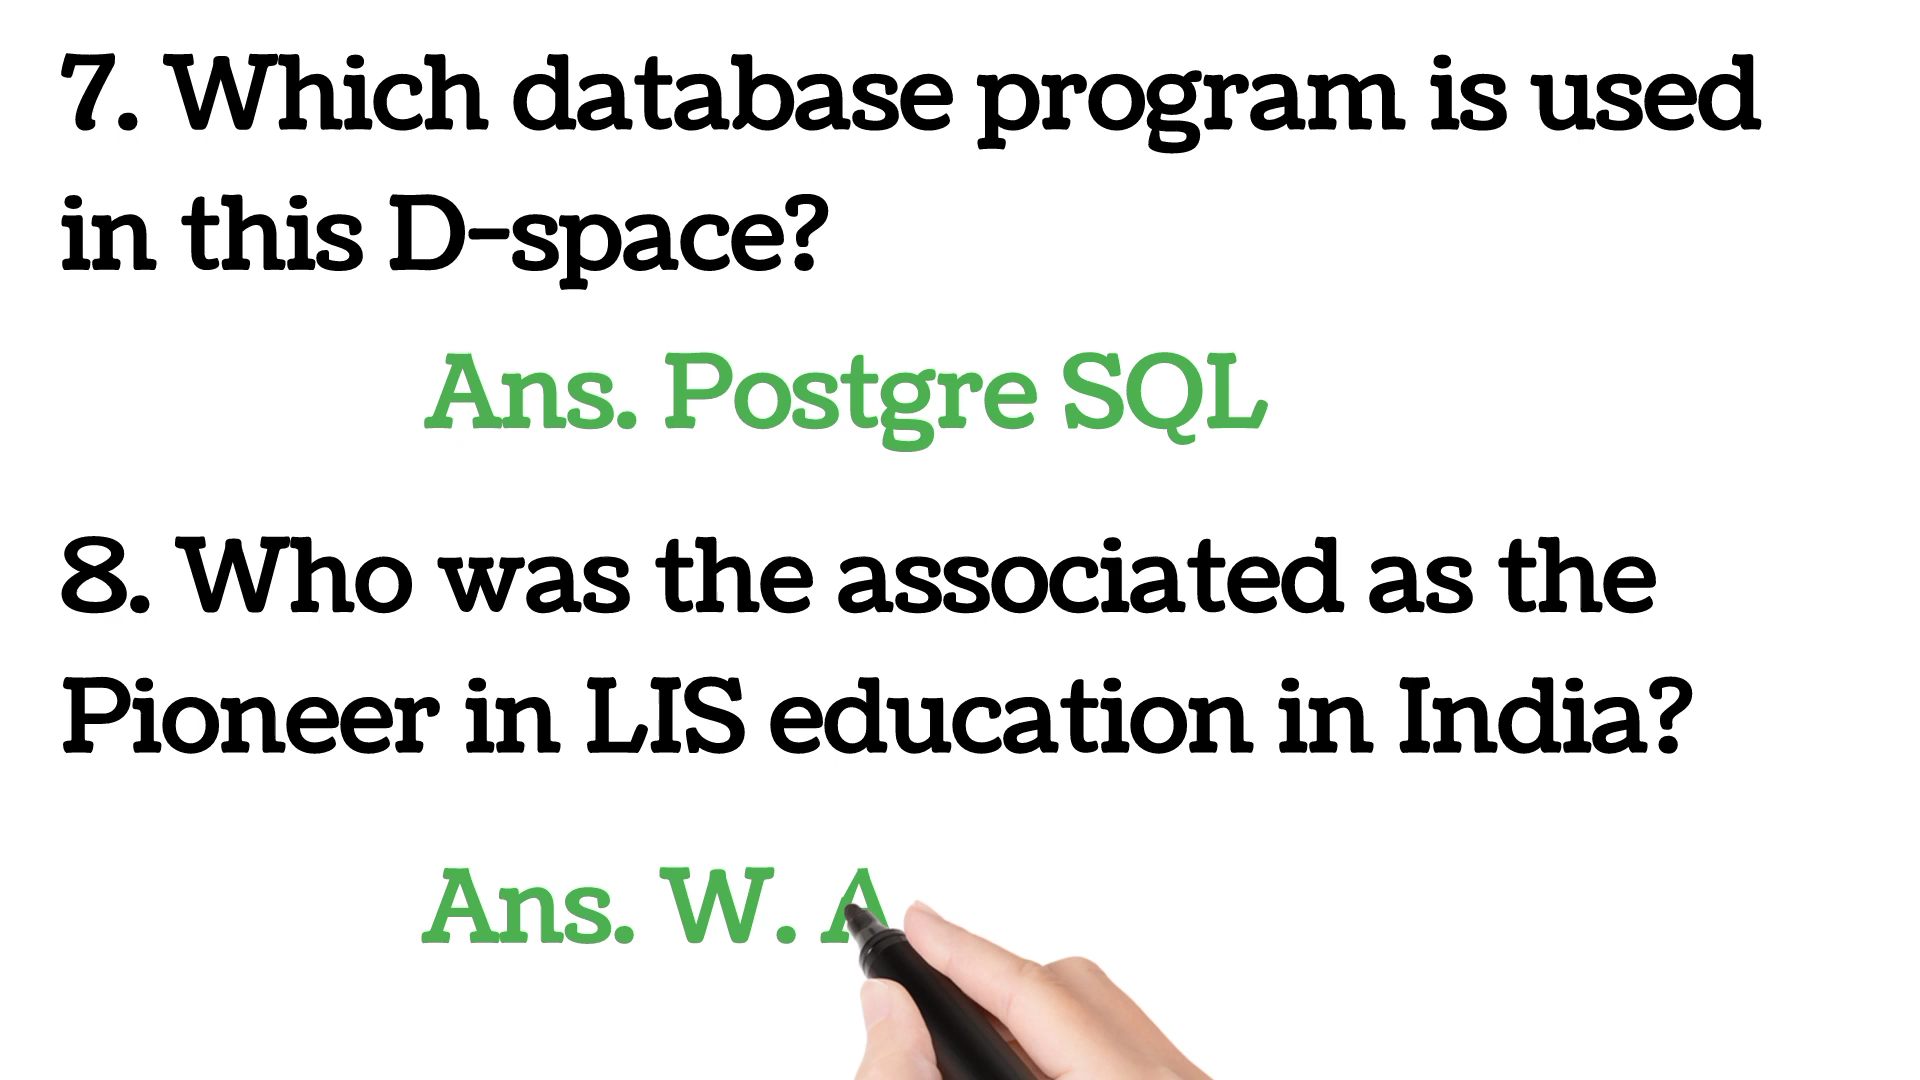 7. Which database program is used
in this D-space?
Ans. Postgre SQL
8. Who was the associated as the
Pioneer in LIS education in India?
Ans. W. A